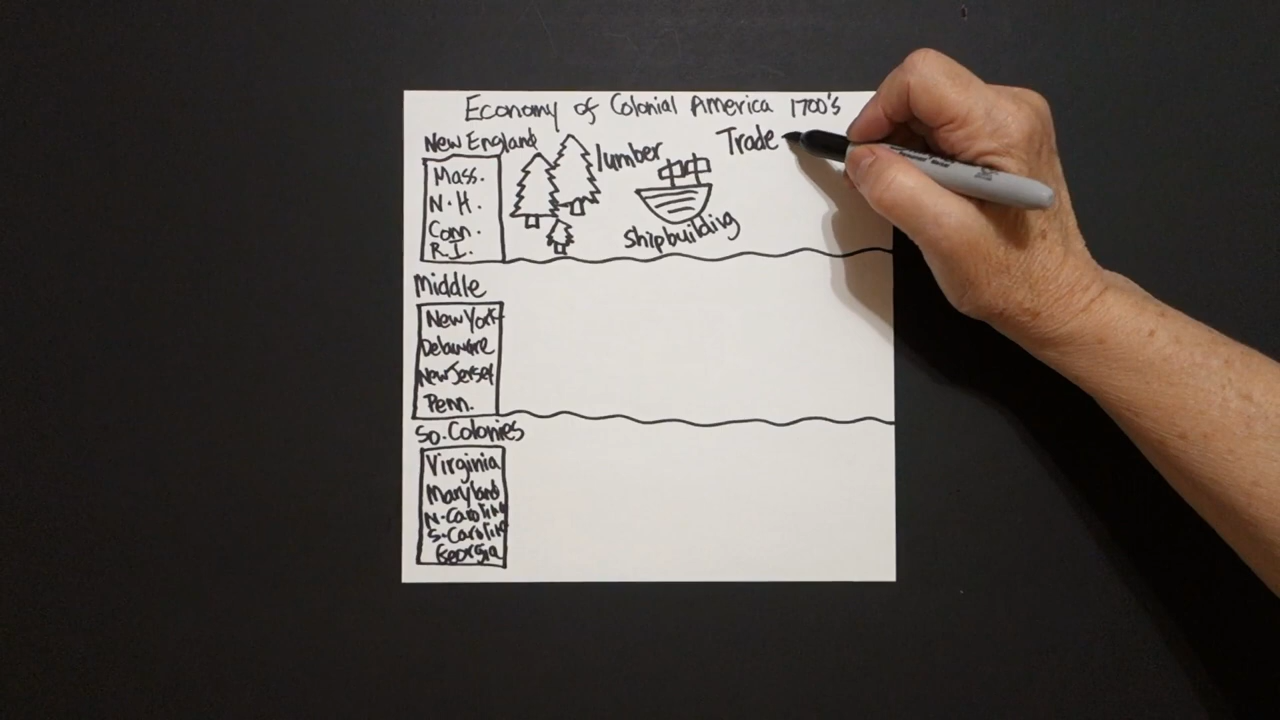 Economy of Colonial America 1700's
New England
Mass.
N.H.
Conn.
R.I.
lumber
shipbuilding
Trade
Middle
New York
Delaware
New Jersey
Penn.
So. Colonies
Virginia
Maryland
N. Carolina
S. Carolina
Georgia